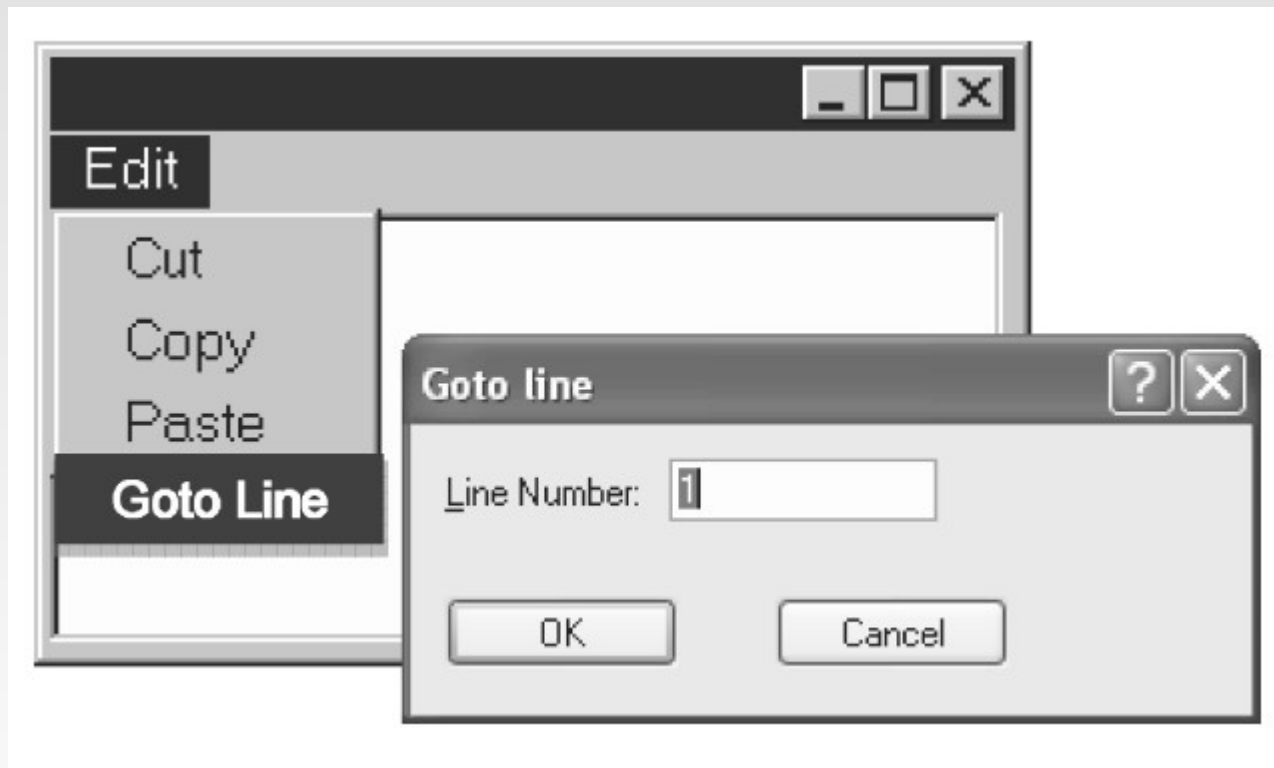 Edit
Cut
Copy
Paste
Goto Line
Goto line
?
Line Number: 1
OK
Cancel